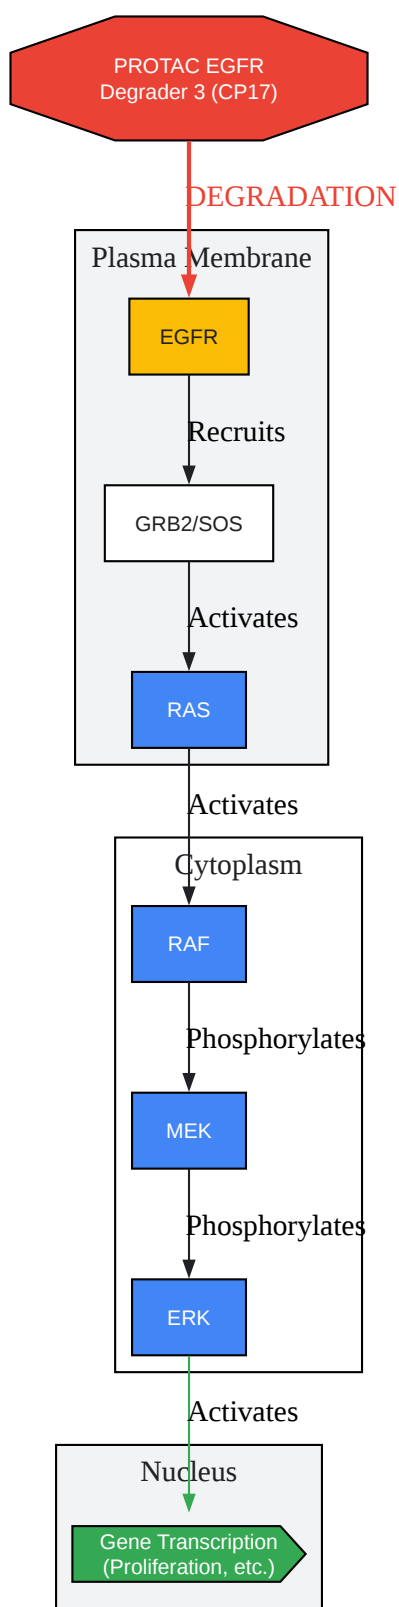 PROTAC EGFR
Degrader 3 (CP17)
DEGRADATION
Plasma Membrane
EGFR
Recruits
GRB2/SOS
Activates
RAS
Activates
Cytoplasm
RAF
Phosphorylates
MEK
Phosphorylates
ERK
Activates
Nucleus
Gene Transcription
(Proliferation, etc.)